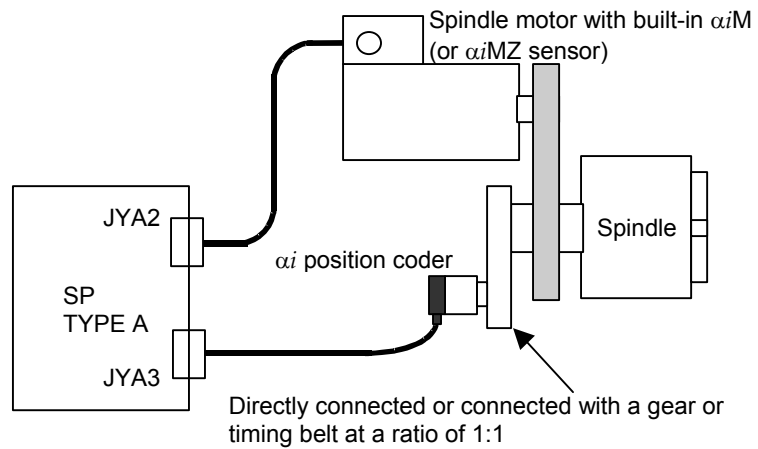 Spindle motor with built-in αiM
(or αiMZ sensor)
JYA2
Spindle
αi position coder
SP
TYPE A
JYA3
Directly connected or connected with a gear or
timing belt at a ratio of 1:1